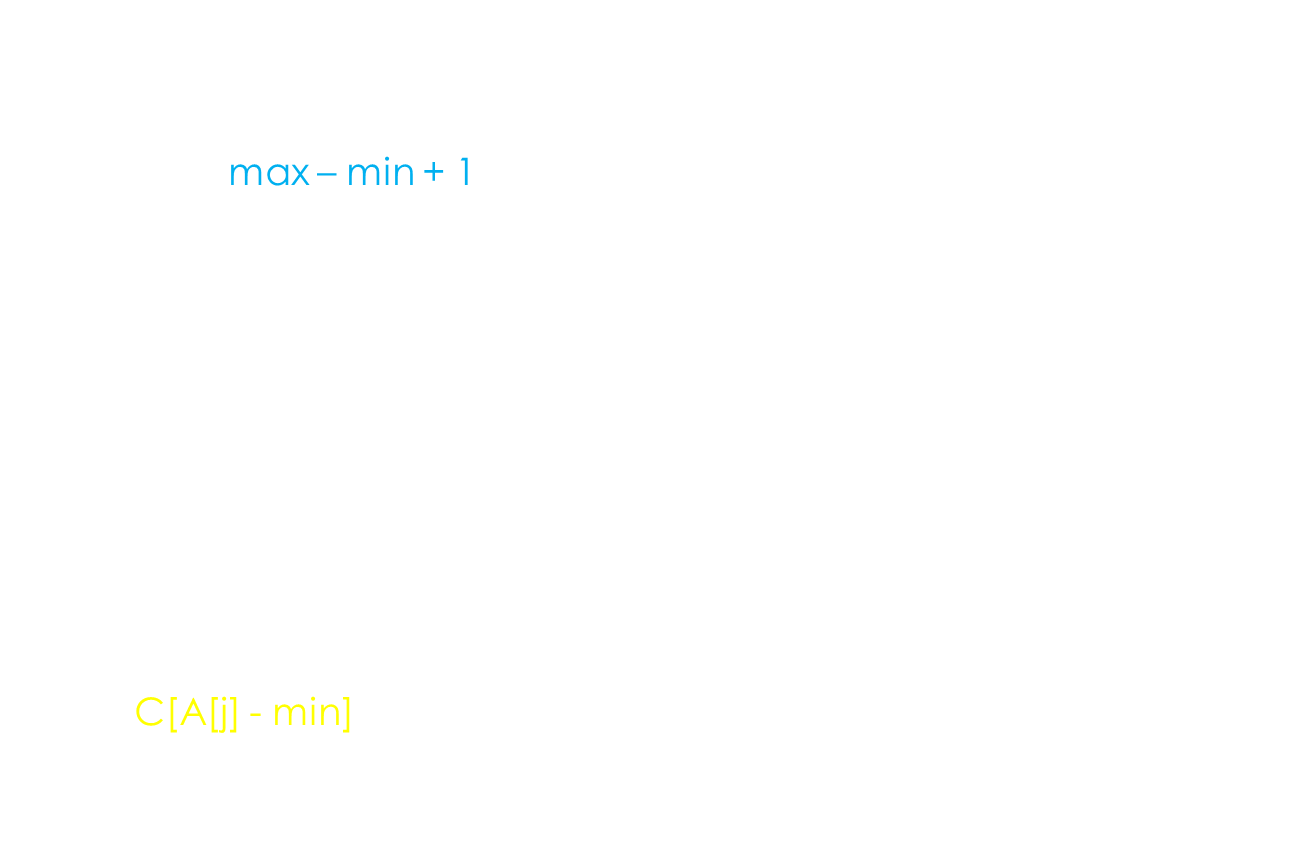 max – min + 1
C[A[j] - min]